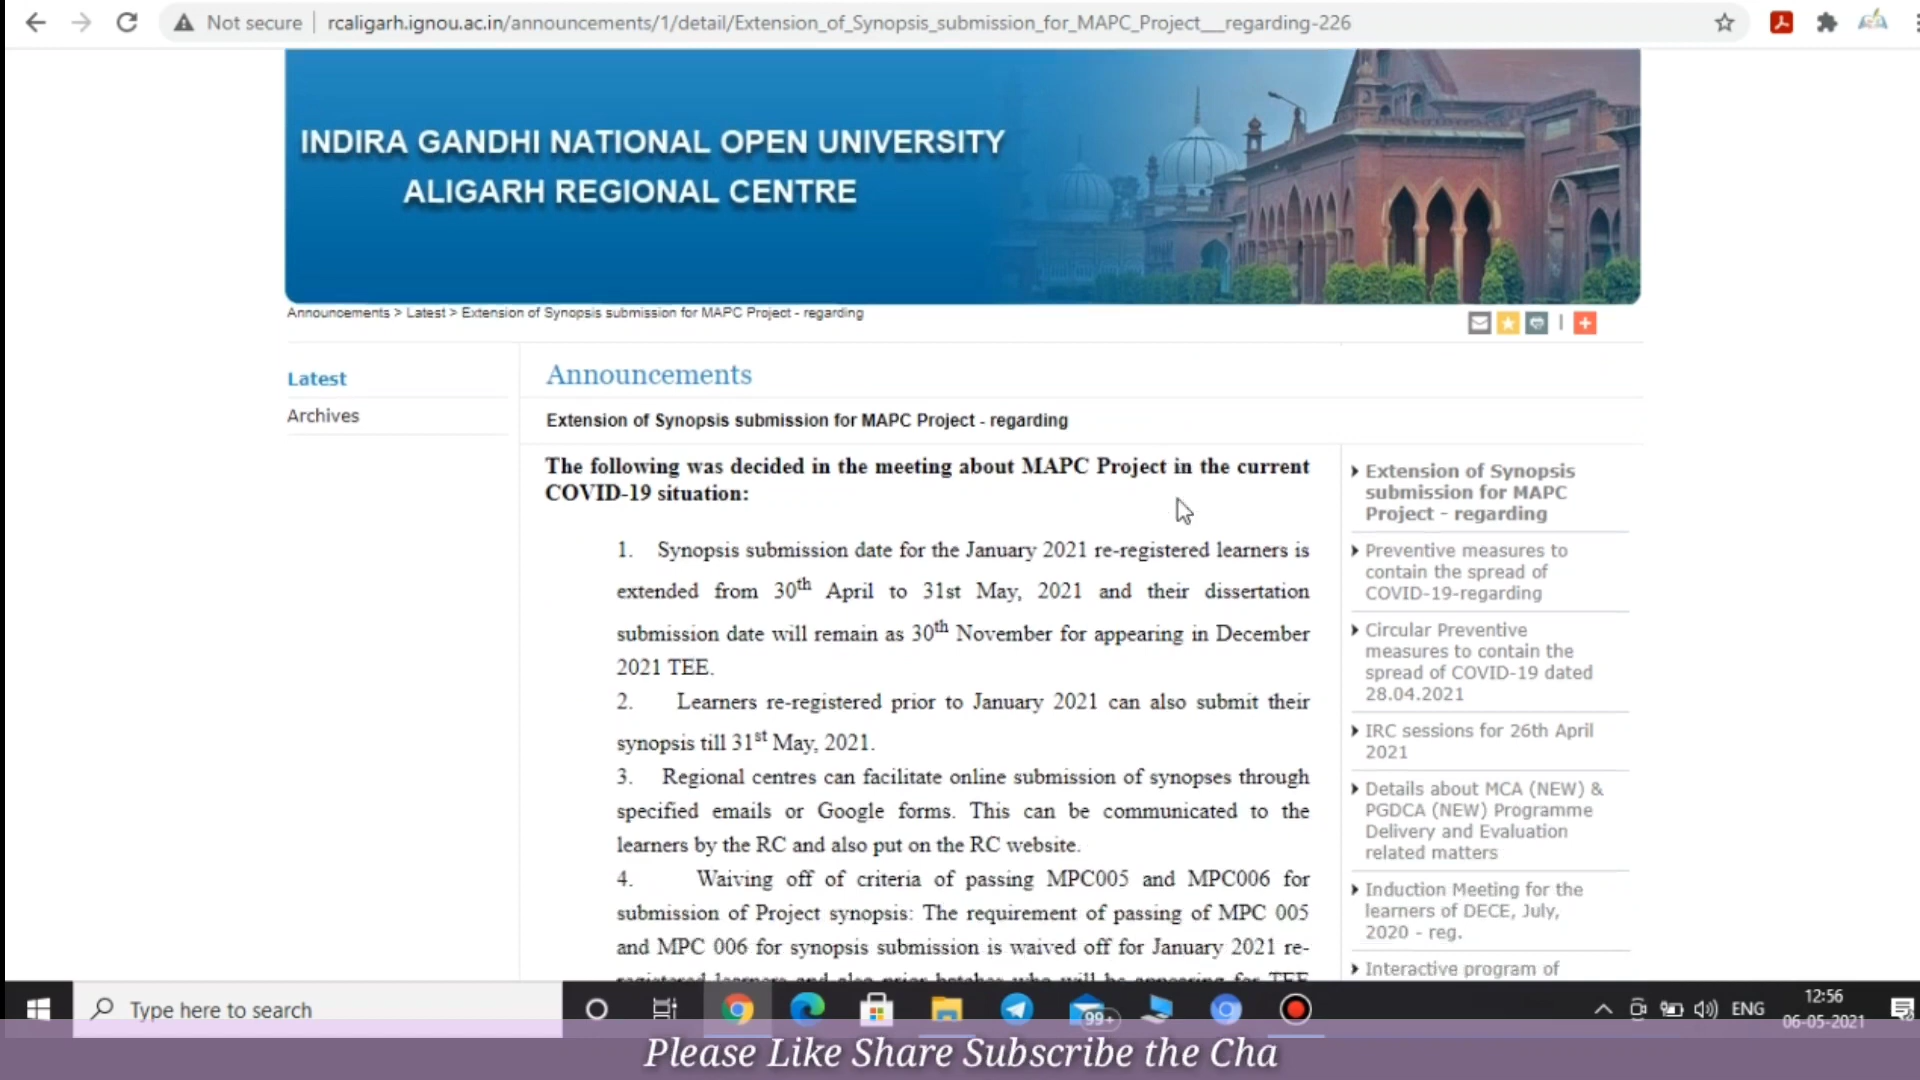 Not secure | rcaligarh.ignou.ac.in/announcements/1/detail/Extension_of_Synopsis_submission_for_MAPC_Project__regarding-226
INDIRA GANDHI NATIONAL OPEN UNIVERSITY
ALIGARH REGIONAL CENTRE
Announcements > Latest > Extension of Synopsis submission for MAPC Project - regarding
Latest
Archives
Announcements
Extension of Synopsis submission for MAPC Project - regarding
The following was decided in the meeting about MAPC Project in the current
COVID-19 situation:
1. Synopsis submission date for the January 2021 re-registered learners is
extended from 30th April to 31st May, 2021 and their dissertation
submission date will remain as 30th November for appearing in December
2021 TEE.
2. Learners re-registered prior to January 2021 can also submit their
synopsis till 31st May, 2021.
3. Regional centres can facilitate online submission of synopses through
specified emails or Google forms. This can be communicated to the
learners by the RC and also put on the RC website.
4. Waiving off of criteria of passing MPC005 and MPC006 for
submission of Project synopsis: The requirement of passing of MPC 005
and MPC 006 for synopsis submission is waived off for January 2021 re-
registered learners and also prior batches who will be appearing for TEE
Extension of Synopsis
submission for MAPC
Project - regarding
Preventive measures to
contain the spread of
COVID-19-regarding
Circular Preventive
measures to contain the
spread of COVID-19 dated
28.04.2021
IRC sessions for 26th April
2021
Details about MCA (NEW) &
PGDCA (NEW) Programme
Delivery and Evaluation
related matters
Induction Meeting for the
learners of DECE, July,
2020 - reg.
Interactive program of
Type here to search
99+
ENG
12:56
06-05-2021
Please Like Share Subscribe the Cha